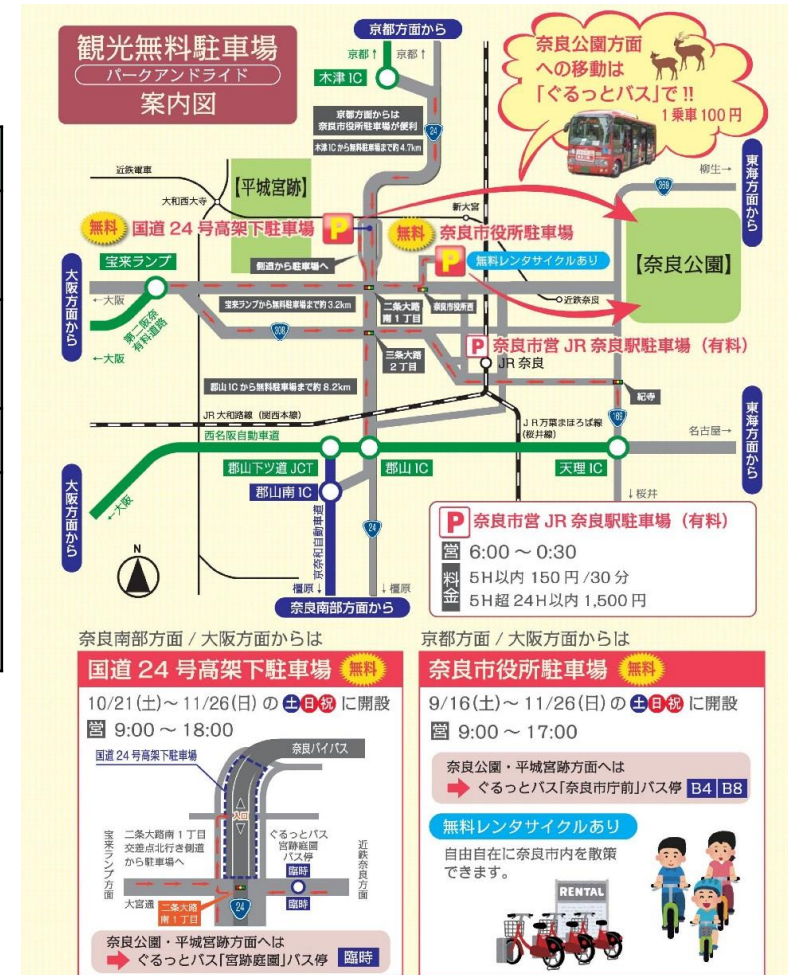 観光無料駐車場
パークアンドライド
案内図
京都方面から
京都↑
京都↑
木津IC
24
京都方面からは
奈良市役所駐車場が便利
木津ICから無料駐車場まで約4.7km
奈良公園方面
への移動は
「ぐるっとバス」で!!
1乗車100円
東海方面から
柳生→
369
近鉄電車
大和西大寺
【平城宮跡】
新大宮
無料
国道24号高架下駐車場
P
無料
奈良市役所駐車場
P
無料レンタサイクルあり
【奈良公園】
側道から駐車場へ
宝来ランプ
大阪方面から
←大阪
第二阪奈
有料道路
←大阪
宝来ランプから無料駐車場まで約3.2km
二条大路
南1丁目
奈良市役所西
近鉄奈良
308
三条大路
2丁目
P
奈良市営JR奈良駅駐車場(有料)
JR奈良
郡山ICから無料駐車場まで約8.2km
紀寺
169
JR大和路線(関西本線)
JR万葉まほろば線
(桜井線)
名古屋→
東海方面から
西名阪自動車道
郡山下ツ道JCT
郡山IC
天理IC
郡山南IC
大阪方面から
←大阪
↓桜井
京奈和自動車道
24
N
橿原↓
↓橿原
奈良南部方面から
P 奈良市営JR奈良駅駐車場(有料)
営 6:00~0:30
料金 5H以内 150円/30分
5H超24H以内 1,500円
奈良南部方面/大阪方面からは
国道24号高架下駐車場 無料
10/21(土)~11/26(日)の土日祝に開設
営 9:00~18:00
国道24号高架下駐車場
奈良バイパス
入口
宝来ランプ方面
二条大路南1丁目
交差点北行き側道
から駐車場へ
ぐるっとバス
宮跡庭園
バス停
臨時
臨時
近鉄奈良方面
大宮通
二条大路
南1丁目
24
奈良公園・平城宮跡方面へは
➡ ぐるっとバス「宮跡庭園」バス停 臨時
京都方面/大阪方面からは
奈良市役所駐車場 無料
9/16(土)~11/26(日)の土日祝に開設
営 9:00~17:00
奈良公園・平城宮跡方面へは
➡ ぐるっとバス「奈良市庁前」バス停 B4 B8
無料レンタサイクルあり
自由自在に奈良市内を散策
できます。
RENTAL